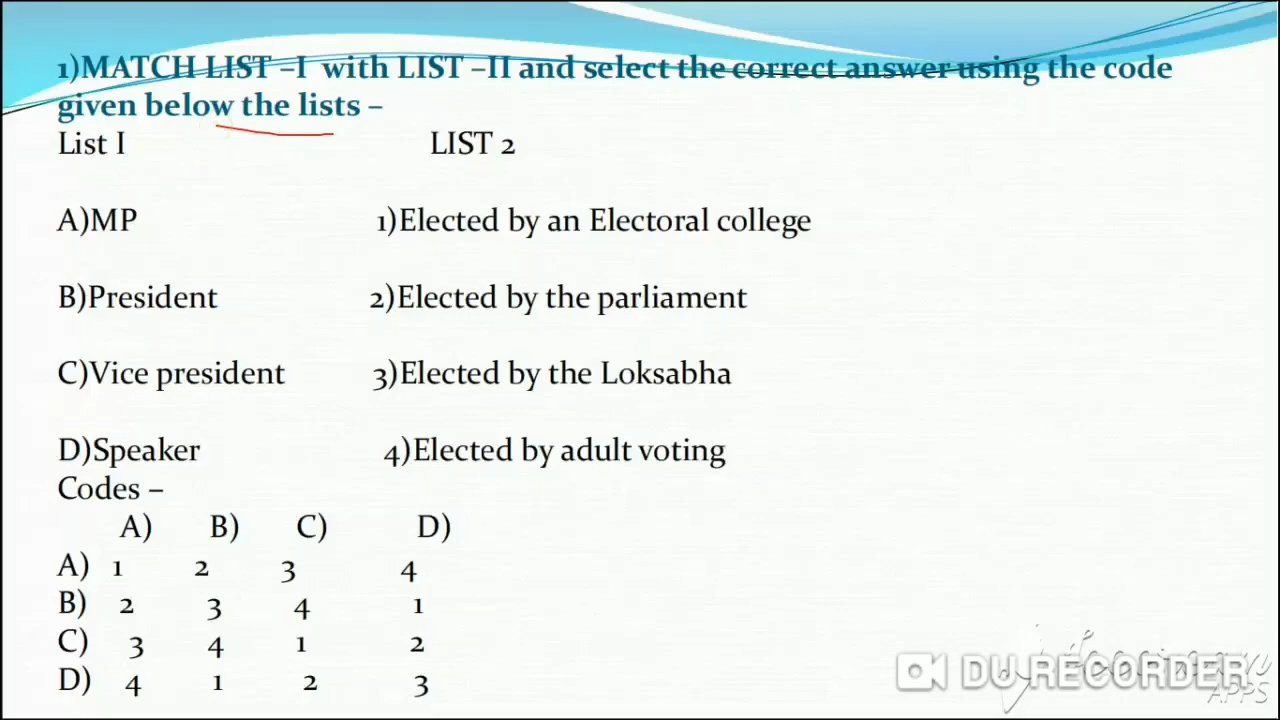 1)MATCH LIST –I with LIST –II and select the correct answer using the code
given below the lists –
List I LIST 2
A)MP 1)Elected by an Electoral college
B)President 2)Elected by the parliament
C)Vice president 3)Elected by the Loksabha
D)Speaker 4)Elected by adult voting
Codes –
A) B) C) D)
A) 1 2 3 4
B) 2 3 4 1
C) 3 4 1 2
D) 4 1 2 3
DU RECORDER
APPS